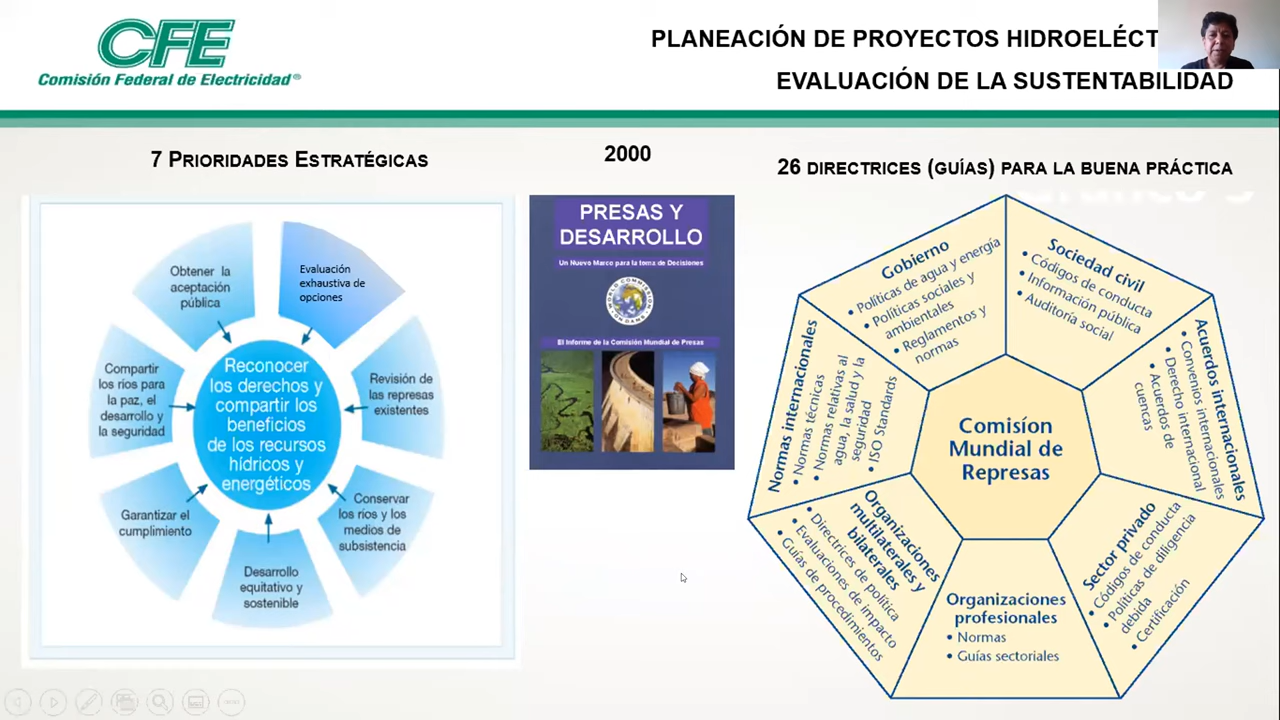 CFE
Comisión Federal de Electricidad®
PLANEACIÓN DE PROYECTOS HIDROELÉCT
EVALUACIÓN DE LA SUSTENTABILIDAD
7 PRIORIDADES ESTRATÉGICAS
2000
26 DIRECTRICES (GUÍAS) PARA LA BUENA PRÁCTICA
Obtener la
aceptación
pública
Evaluación
exhaustiva de
opciones
Compartir
los ríos para
la paz, el
desarrollo y
la seguridad
Reconocer
los derechos y
compartir los
beneficios
de los recursos
hídricos y
energéticos
Revisión de
las represas
existentes
Garantizar el
cumplimiento
Conservar
los ríos y los
medios de
subsistencia
Desarrollo
equitativo y
sostenible
PRESAS Y
DESARROLLO
Un Nuevo Marco para la toma de Decisiones
WORLD COMMISSION
ON DAMS
El Informe de la Comisión Mundial de Presas
Gobierno
• Políticas de agua y energía
• Políticas sociales y
ambientales
• Reglamentos y
normas
Sociedad civil
• Códigos de conducta
• Información pública
• Auditoría social
Acuerdos internacionales
• Convenios internacionales
• Derecho internacional
• Acuerdos de
cuencas
Sector privado
• Códigos de conducta
• Políticas de diligencia
debida
• Certificación
Organizaciones
profesionales
• Normas
• Guías sectoriales
Organizaciones
multilaterales y
bilaterales
• Directrices de política
• Evaluaciones de impacto
• Guías de procedimientos
Normas internacionales
• Normas técnicas
• Normas relativas al
agua, la salud y la
seguridad
• ISO Standards
Comisíon
Mundial de
Represas